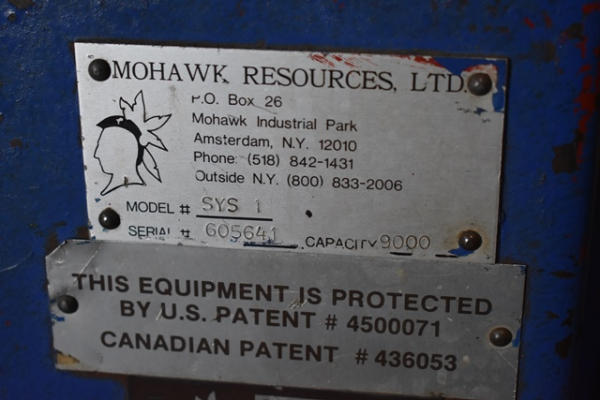 MOHAWK RESOURCES, LTD.
P.O. Box 26
Mohawk Industrial Park
Amsterdam, N.Y. 12010
Phone: (518) 842-1431
Outside N.Y. (800) 833-2006
MODEL # SYS 1
SERIAL # 605641 CAPACITY 9000
THIS EQUIPMENT IS PROTECTED
BY U.S. PATENT # 4500071
CANADIAN PATENT # 436053